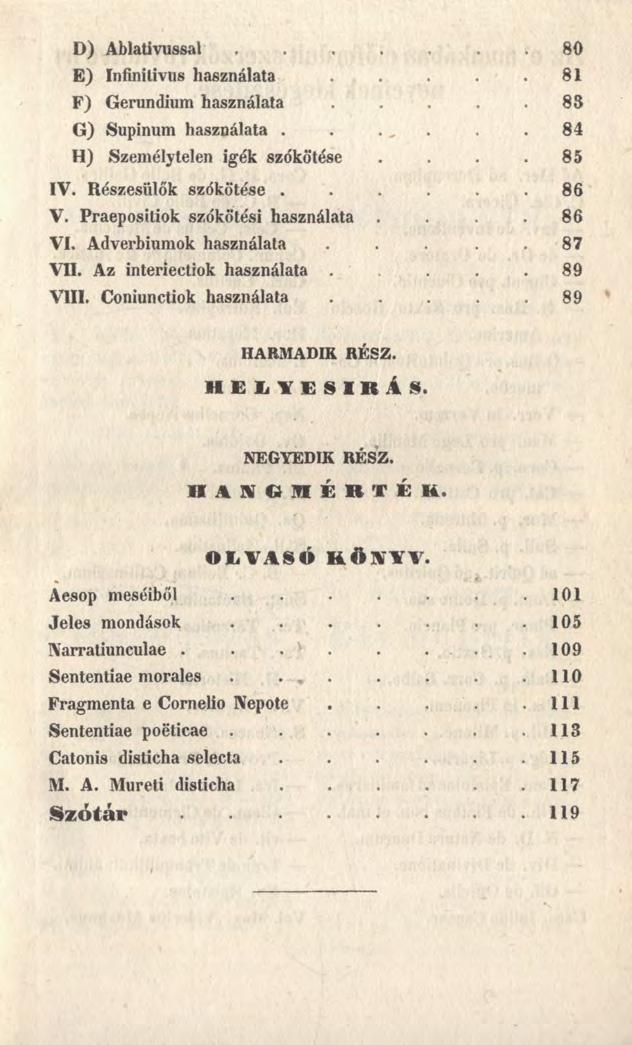 D) Ablativussal . . . . . . . 80
E) Infinitivus használata . . . . . 81
F) Gerundium használata . . . . . 83
G) Supinum használata . . . . . . 84
H) Személytelen igék szókötése . . . . 85
IV. Részesülők szókötése . . . . . . 86
V. Praepositiok szókötési használata . . . . 86
VI. Adverbiumok használata . . . . . 87
VII. Az interiectiok használata . . . . . 89
VIII. Coniunctiok használata . . . . . 89
HARMADIK RÉSZ.
HELYESIRÁS.
NEGYEDIK RÉSZ.
HANGMÉRTÉK.
OLVASÓ KÖNYV.
Aesop meséiből . . . . . . . 101
Jeles mondások . . . . . . . 105
Narratiunculae . . . . . . . . 109
Sententiae morales . . . . . . . 110
Fragmenta e Cornelio Nepote . . . . . 111
Sententiae poëticae . . . . . . 113
Catonis disticha selecta . . . . . 115
M. A. Mureti disticha . . . . . . 117
Szótár . . . . . . . . 119